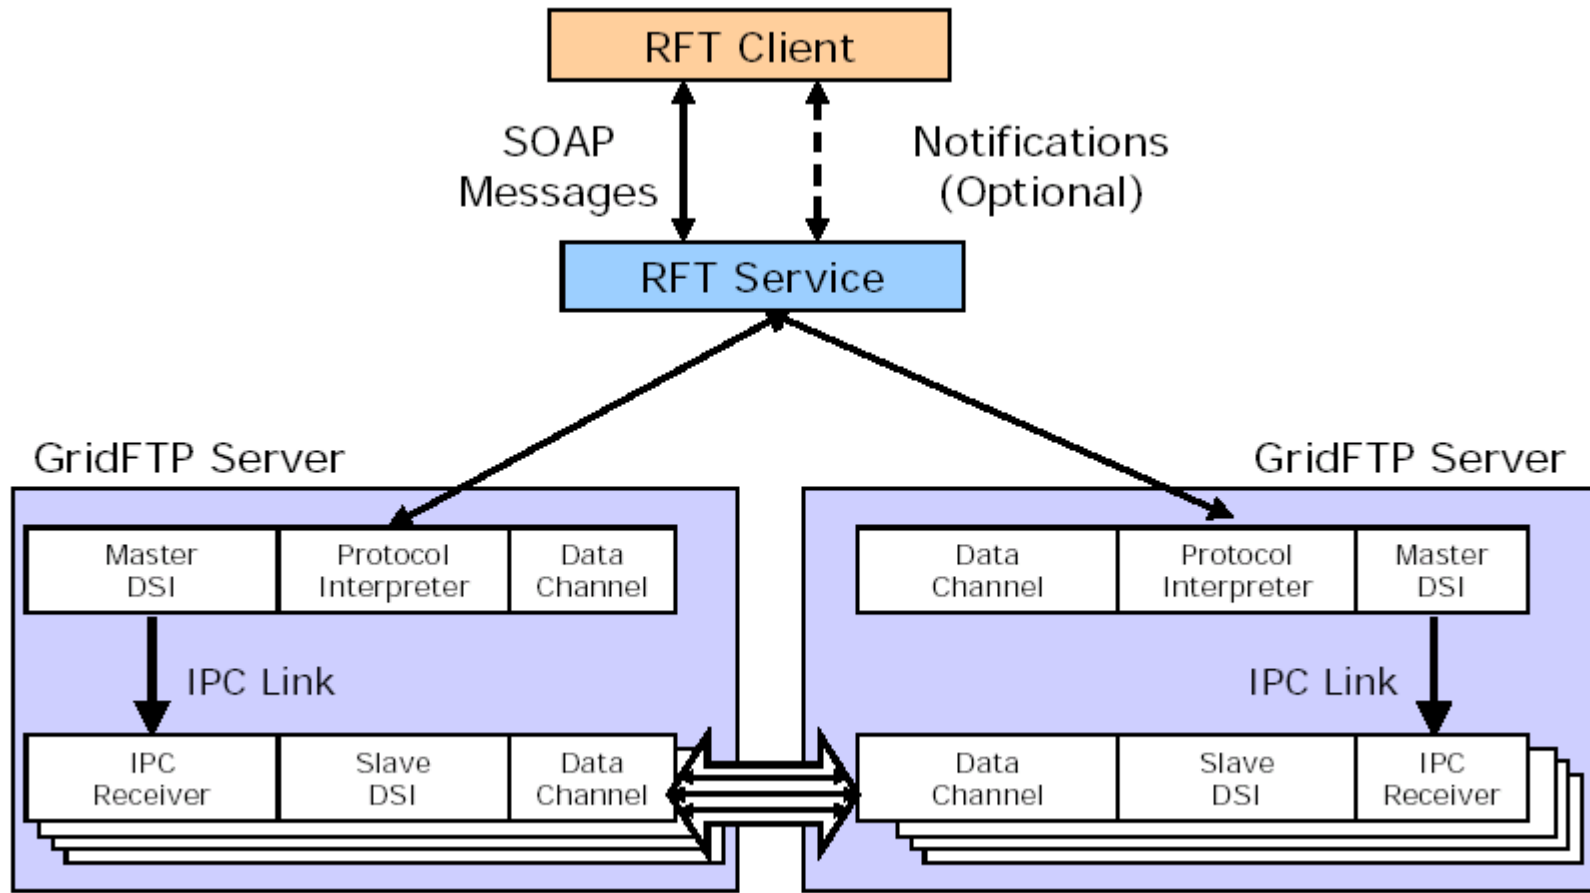 RFT Client
SOAP
Messages
Notifications
(Optional)
RFT Service
GridFTP Server
GridFTP Server
Master
DSI
Protocol
Interpreter
Data
Channel
Data
Channel
Protocol
Interpreter
Master
DSI
IPC Link
IPC Link
IPC
Receiver
Slave
DSI
Data
Channel
Data
Channel
Slave
DSI
IPC
Receiver